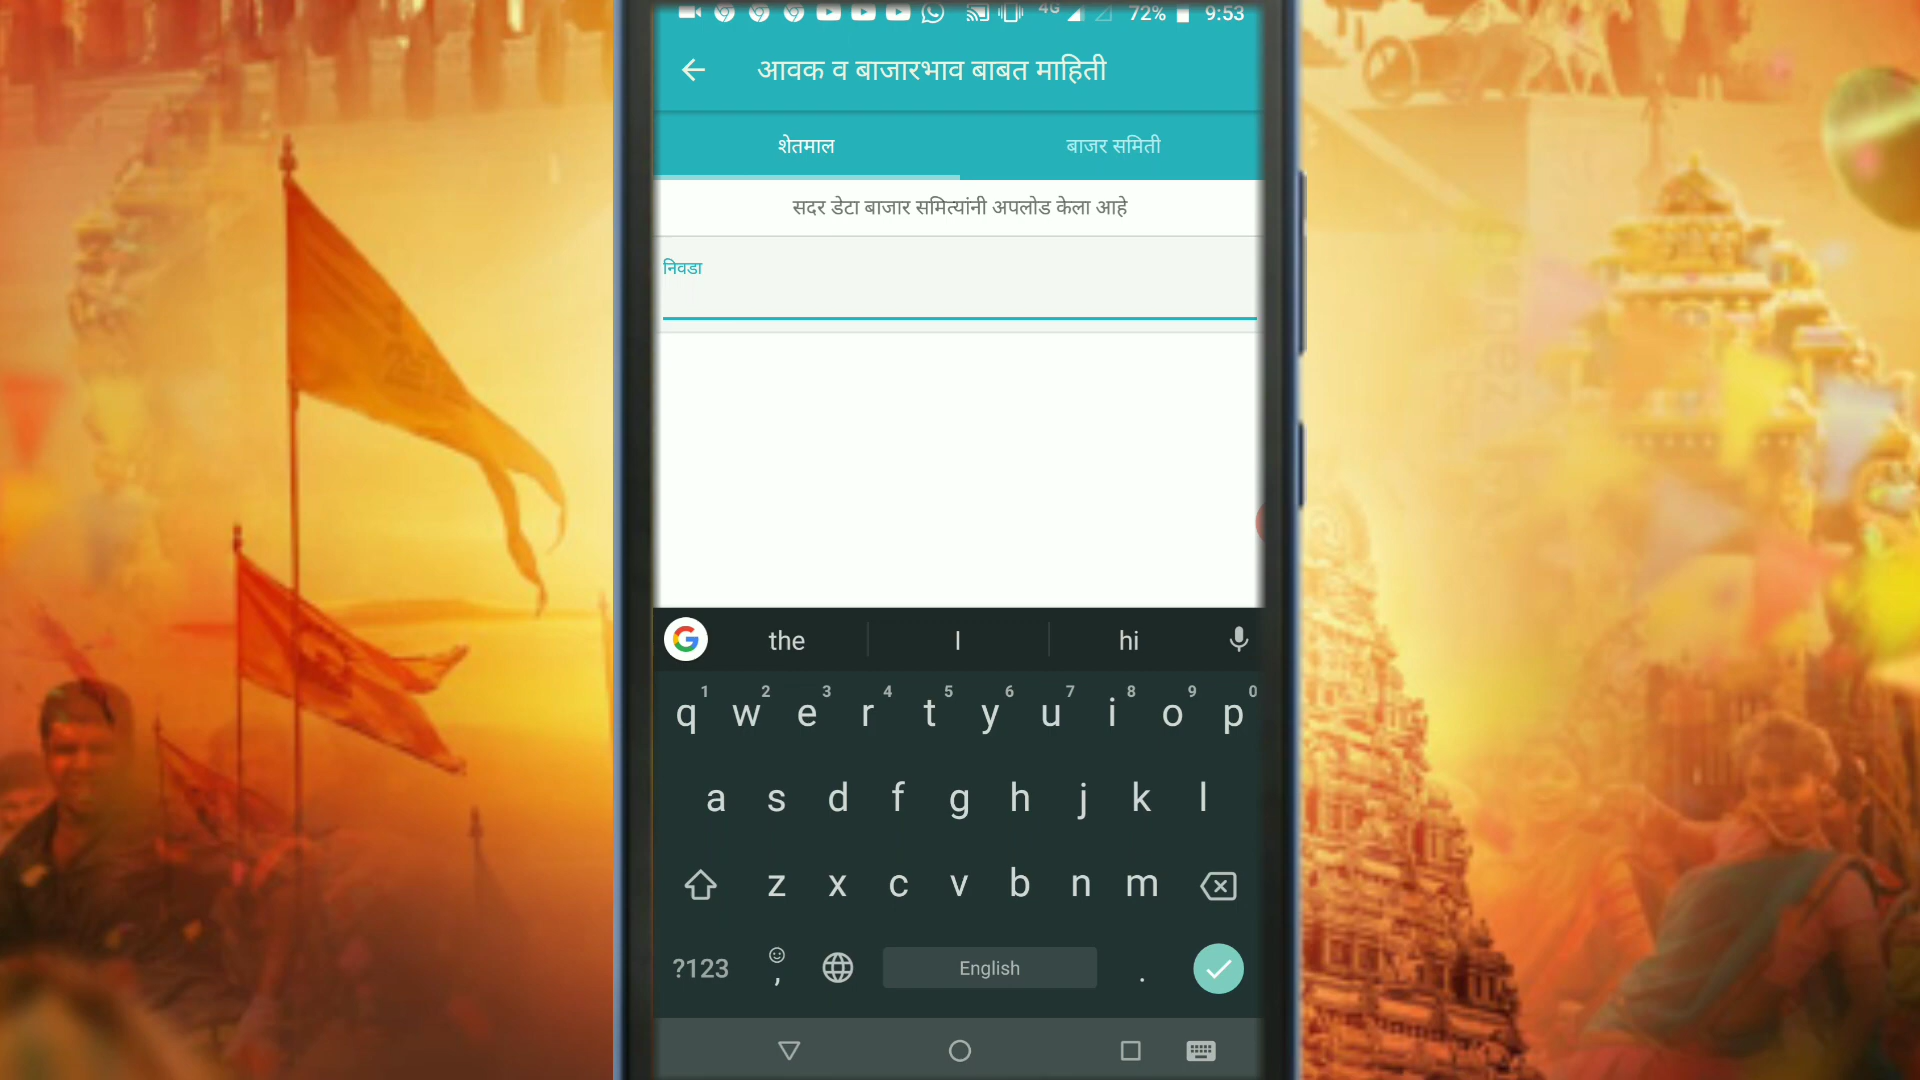 4G 72% 9:53
आवक व बाजारभाव बाबत माहिती
शेतमाल बाजर समिती
सदर डेटा बाजार समित्यांनी अपलोड केला आहे
निवडा
the I hi
1 2 3 4 5 6 7 8 9 0
q w e r t y u i o p
a s d f g h j k l
z x c v b n m
?123 , English .